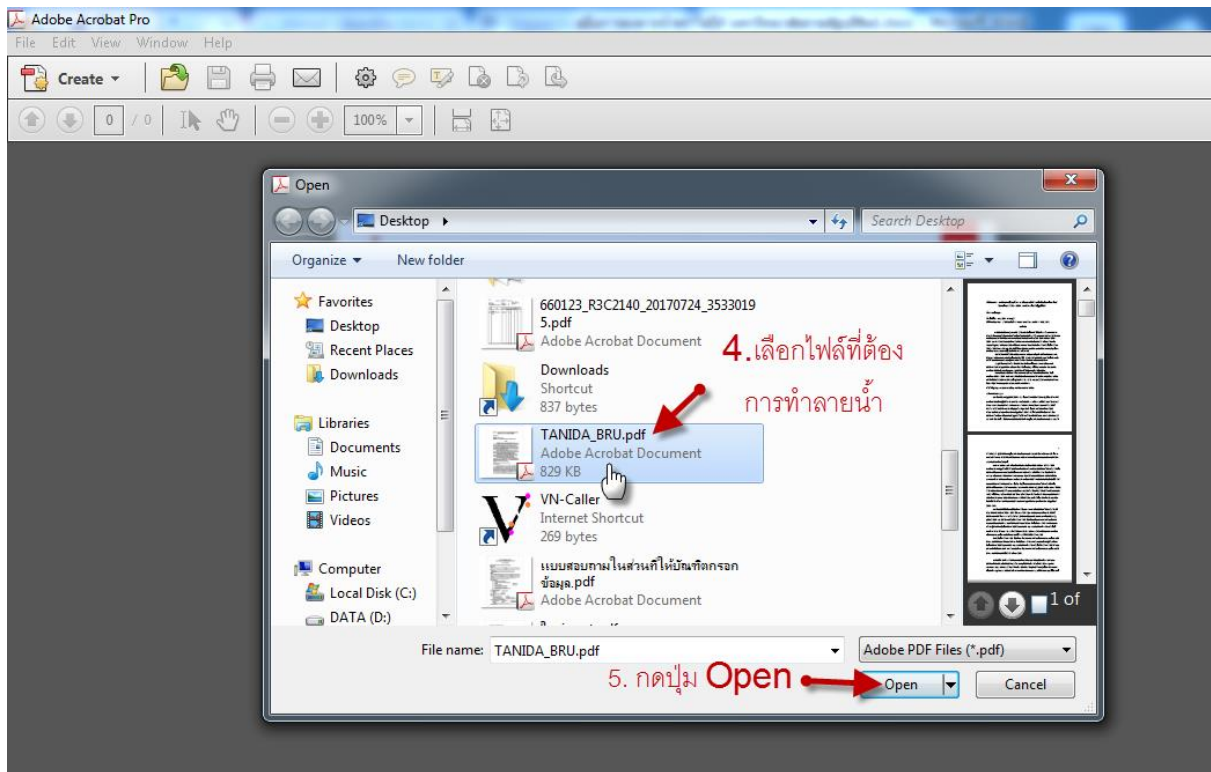 Adobe Acrobat Pro
File Edit View Window Help
Create
0 / 0 100%
Open
Desktop
Search Desktop
Organize New folder
Favorites
Desktop
Recent Places
Downloads
Libraries
Documents
Music
Pictures
Videos
Computer
Local Disk (C:)
DATA (D:)
660123_R3C2140_20170724_3533019
5.pdf
Adobe Acrobat Document
Downloads
Shortcut
837 bytes
TANIDA_BRU.pdf
Adobe Acrobat Document
829 KB
VN-Caller
Internet Shortcut
269 bytes
แบบสอบถามในส่วนที่ให้บัณฑิตกรอก
ข้อมูล.pdf
Adobe Acrobat Document
4.เลือกไฟล์ที่ต้อง
การทำลายน้ำ
1 of
File name: TANIDA_BRU.pdf
Adobe PDF Files (*.pdf)
5. กดปุ่ม Open
Open
Cancel